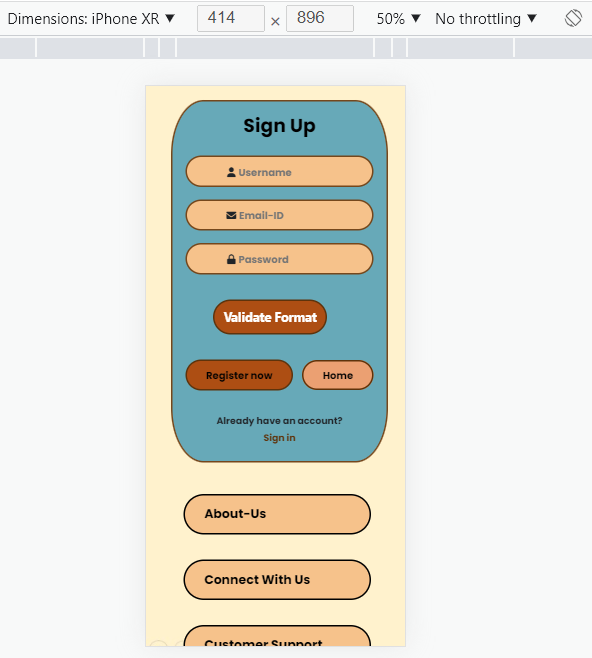 Dimensions: iPhone XR ▼ 414 × 896 50% ▼ No throttling ▼
Sign Up
Username
Email-ID
Password
Validate Format
Register now Home
Already have an account?
Sign in
About-Us
Connect With Us
Customer Support